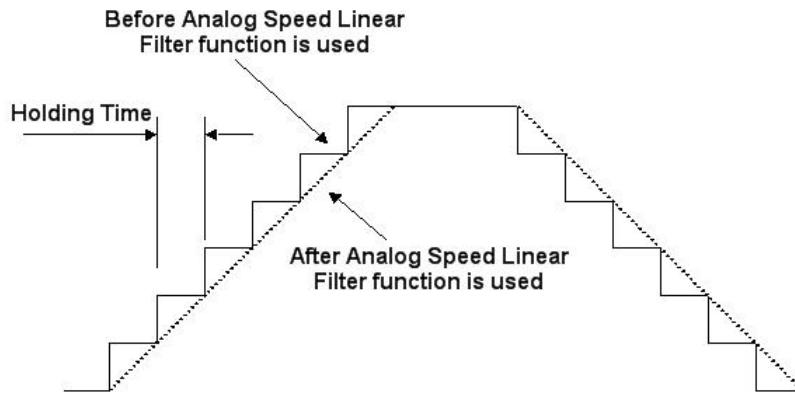 Before Analog Speed Linear
Filter function is used
Holding Time
After Analog Speed Linear
Filter function is used